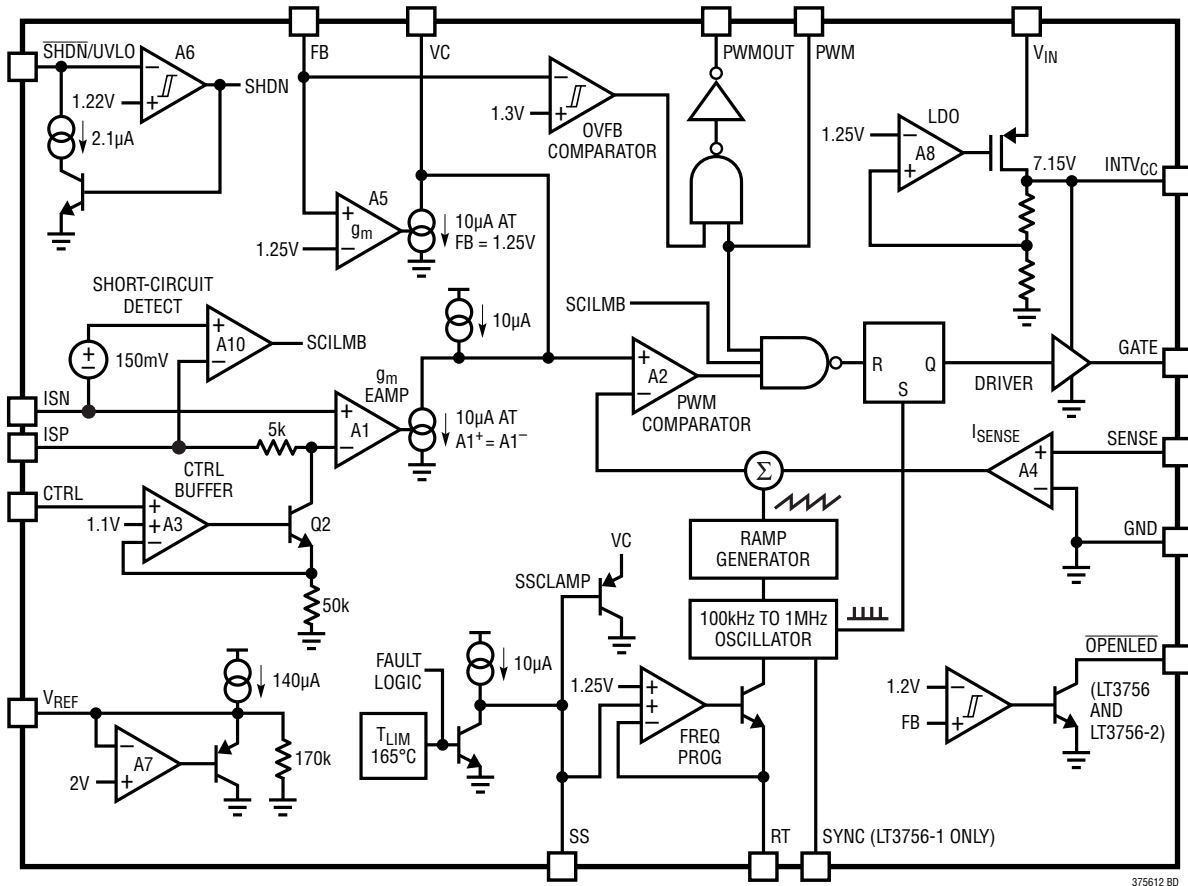 SHDN/UVLO
A6
1.22V
SHDN
2.1µA
FB
VC
1.3V
OVFB
COMPARATOR
PWMOUT
PWM
VIN
LDO
1.25V
A8
7.15V
INTVCC
A5
gm
1.25V
10µA AT
FB = 1.25V
SHORT-CIRCUIT
DETECT
A10
SCILMB
150mV
10µA
SCILMB
ISN
ISP
gm
EAMP
A1
10µA AT
A1+ = A1−
5k
A2
PWM
COMPARATOR
R
Q
S
DRIVER
GATE
CTRL
CTRL
BUFFER
1.1V
A3
Q2
50k
Σ
ISENSE
A4
SENSE
GND
RAMP
GENERATOR
VC
SSCLAMP
100kHz TO 1MHz
OSCILLATOR
VREF
140µA
A7
2V
170k
FAULT
LOGIC
10µA
TLIM
165°C
1.25V
FREQ
PROG
OPENLED
1.2V
FB
(LT3756
AND
LT3756-2)
SS
RT
SYNC (LT3756-1 ONLY)
375612 BD